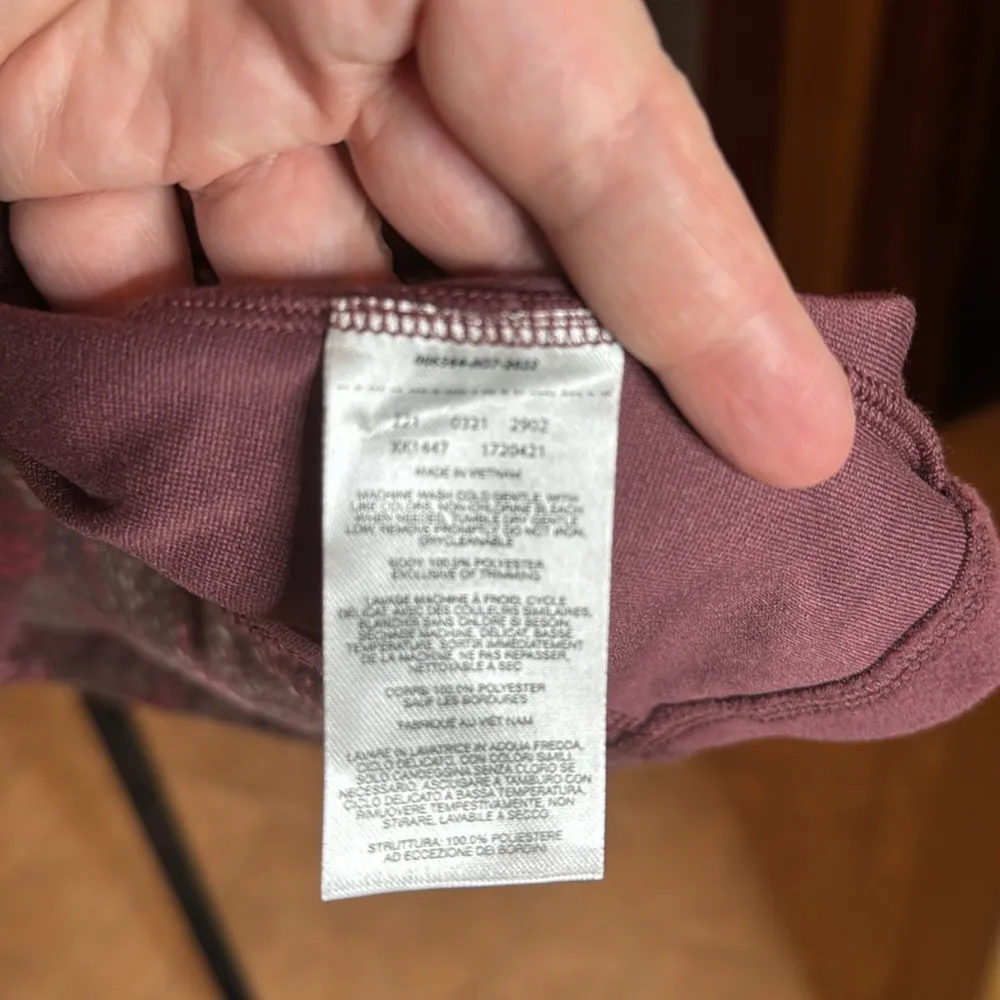 0321 2902
XK1447 1720421
MADE IN VIETNAM
MACHINE WASH COLD GENTLE, WITH
LIKE COLORS, NON-CHLORINE BLEACH
WHEN NEEDED, TUMBLE DRY GENTLE,
LOW, REMOVE PROMPTLY, DO NOT IRON,
DRYCLEANABLE
BODY 100.0% POLYESTER
EXCLUSIVE OF TRIMMING
LAVAGE MACHINE À FROID, CYCLE
DÉLICAT AVEC DES COULEURS SIMILAIRES,
BLANCHIR SANS CHLORE SI BESOIN
SÉCHAGE MACHINE, DÉLICAT, BASSE
TEMPÉRATURE, SORTIR IMMÉDIATEMENT
DE LA MACHINE, NE PAS REPASSER,
NETTOYABLE A SEC
CORPS: 100.0% POLYESTER
SAUF LES BORDURES
FABRIQUÉ AU VIÊT NAM
LAVARE IN LAVATRICE IN ACQUA FREDDA,
CICLO DELICATO, CON COLORI SIMILI,
SOLO CANDEGGINA SENZA CLORO SE
NECESSARIO, ASCIUGARE A TAMBURO CON
CICLO DELICATO A BASSA TEMPERATURA,
RIMUOVERE TEMPESTIVAMENTE, NON
STIRARE, LAVABILE A SECCO
STRUTTURA: 100.0% POLIESTERE
AD ECCEZIONE DEI BORDINI